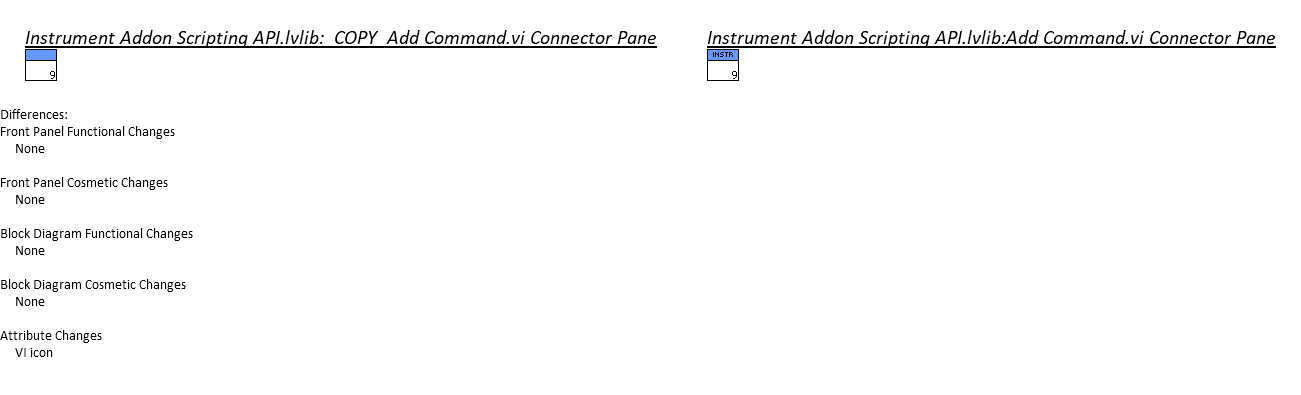 Instrument Addon Scripting API.lvlib:_COPY_Add Command.vi Connector Pane
9
Instrument Addon Scripting API.lvlib:Add Command.vi Connector Pane
INSTR
9
Differences:
Front Panel Functional Changes
None
Front Panel Cosmetic Changes
None
Block Diagram Functional Changes
None
Block Diagram Cosmetic Changes
None
Attribute Changes
VI icon